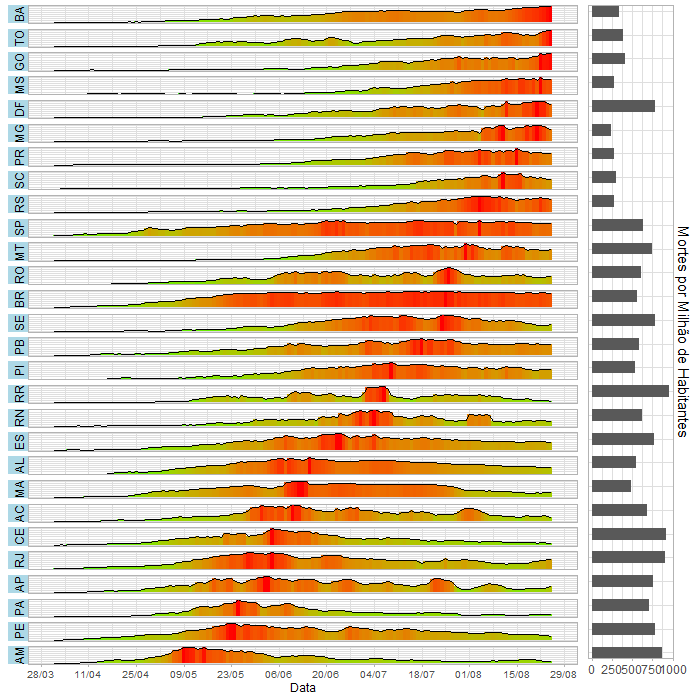 BA
TO
GO
MS
DF
MG
PR
SC
RS
SP
MT
RO
BR
SE
PB
PI
RR
RN
ES
AL
MA
AC
CE
RJ
AP
PA
PE
AM
28/03 11/04 25/04 09/05 23/05 06/06 20/06 04/07 18/07 01/08 15/08 29/08
Data
0 250 500 750 1000
Mortes por Milhão de Habitantes